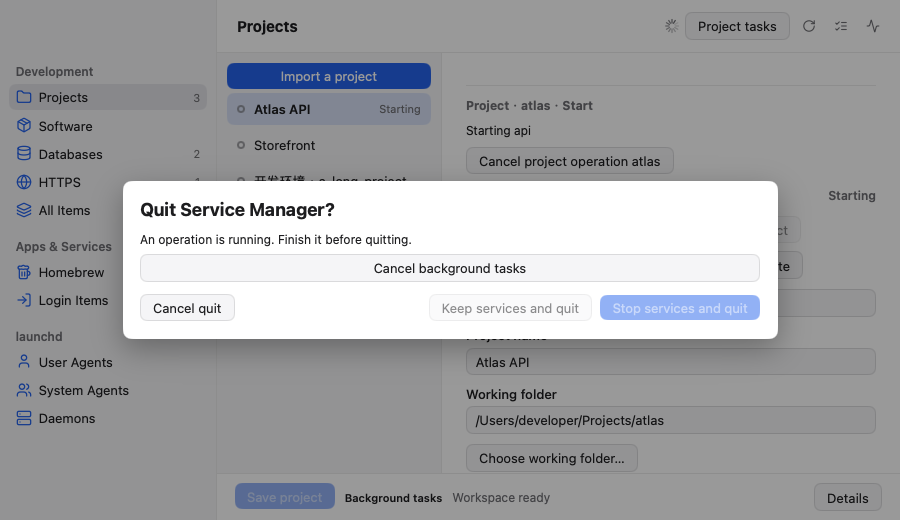 Projects
Project tasks
Development
Projects 3
Software
Databases 2
HTTPS
All Items
Apps & Services
Homebrew
Login Items
launchd
User Agents
System Agents
Daemons
Import a project
Atlas API Starting
Storefront
Project · atlas · Start
Starting api
Cancel project operation atlas
Starting
Quit Service Manager?
An operation is running. Finish it before quitting.
Cancel background tasks
Cancel quit
Keep services and quit
Stop services and quit
Atlas API
Working folder
/Users/developer/Projects/atlas
Choose working folder...
Save project
Background tasks
Workspace ready
Details